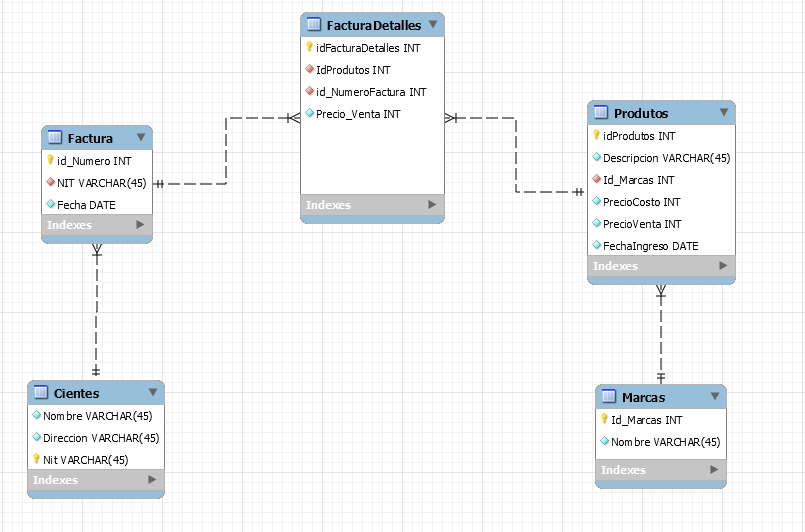 FacturaDetalles
idFacturaDetalles INT
IdProdutos INT
id_NumeroFactura INT
Precio_Venta INT
Indexes
Factura
id_Numero INT
NIT VARCHAR(45)
Fecha DATE
Indexes
Produtos
idProdutos INT
Descripcion VARCHAR(45)
Id_Marcas INT
PrecioCosto INT
PrecioVenta INT
FechaIngreso DATE
Indexes
Cientes
Nombre VARCHAR(45)
Direccion VARCHAR(45)
Nit VARCHAR(45)
Indexes
Marcas
Id_Marcas INT
Nombre VARCHAR(45)
Indexes